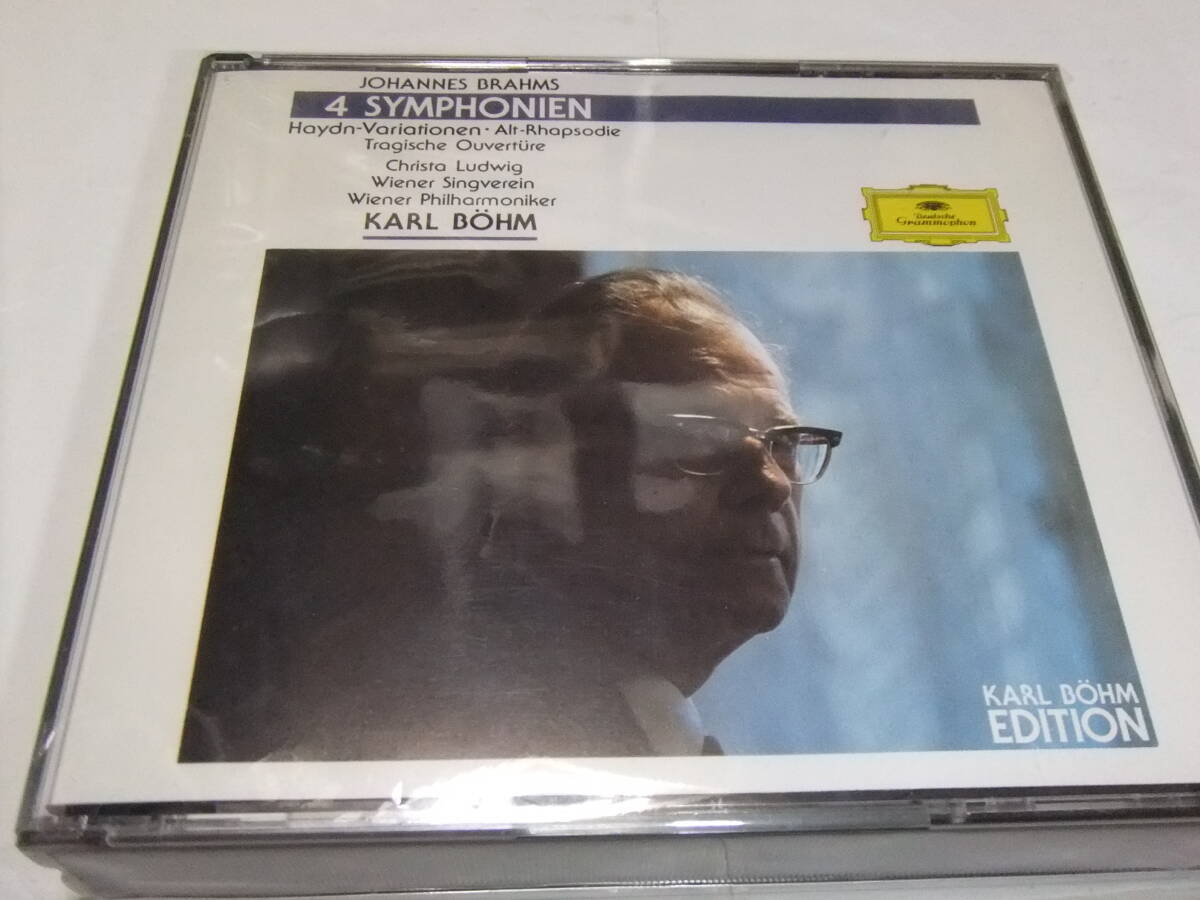 JOHANNES BRAHMS
4 SYMPHONIEN
Haydn-Variationen · Alt-Rhapsodie
Tragische Ouvertüre
Christa Ludwig
Wiener Singverein
Wiener Philharmoniker
KARL BÖHM
Deutsche
Grammophon
KARL BÖHM
EDITION